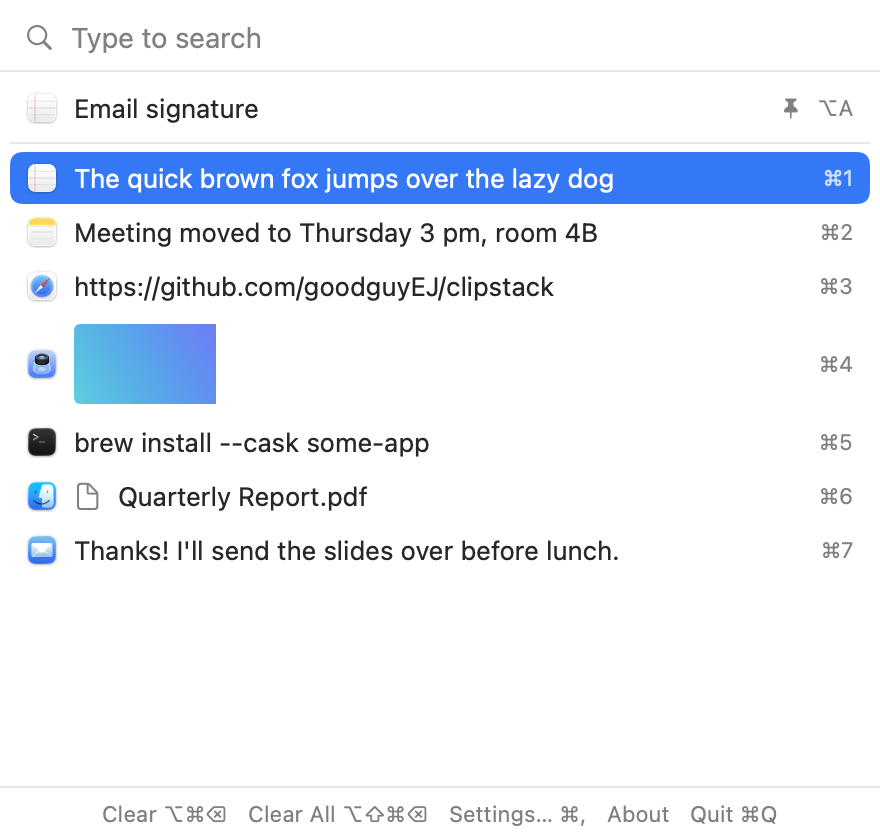 Type to search
Email signature ⌥A
The quick brown fox jumps over the lazy dog ⌘1
Meeting moved to Thursday 3 pm, room 4B ⌘2
https://github.com/goodguyEJ/clipstack ⌘3
⌘4
brew install --cask some-app ⌘5
Quarterly Report.pdf ⌘6
Thanks! I'll send the slides over before lunch. ⌘7
Clear ⌥⌘⌫ Clear All ⌥⇧⌘⌫ Settings... ⌘, About Quit ⌘Q